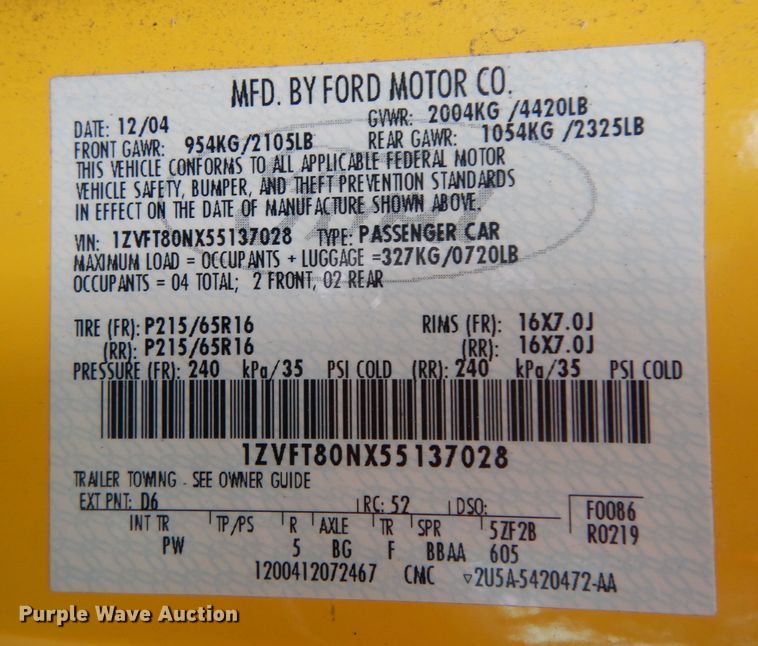 MFD. BY FORD MOTOR CO.
DATE: 12/04 GVWR: 2004KG /4420LB
FRONT GAWR: 954KG/2105LB REAR GAWR: 1054KG /2325LB
THIS VEHICLE CONFORMS TO ALL APPLICABLE FEDERAL MOTOR
VEHICLE SAFETY, BUMPER, AND THEFT PREVENTION STANDARDS
IN EFFECT ON THE DATE OF MANUFACTURE SHOWN ABOVE.
VIN: 1ZVFT80NX55137028 TYPE: PASSENGER CAR
MAXIMUM LOAD = OCCUPANTS + LUGGAGE =327KG/0720LB
OCCUPANTS = 04 TOTAL; 2 FRONT, 02 REAR
TIRE (FR): P215/65R16 RIMS (FR): 16X7.0J
(RR): P215/65R16 (RR): 16X7.0J
PRESSURE (FR): 240 kPa/35 PSI COLD (RR): 240 kPa/35 PSI COLD
1ZVFT80NX55137028
TRAILER TOWING - SEE OWNER GUIDE
EXT PNT: D6 RC: 52 DSO: F0086
INT TR TP/PS R AXLE TR SPR 5ZF2B R0219
PW 5 BG F BBAA 605
1200412072467 CMC ▽2U5A-5420472-AA
Purple Wave Auction